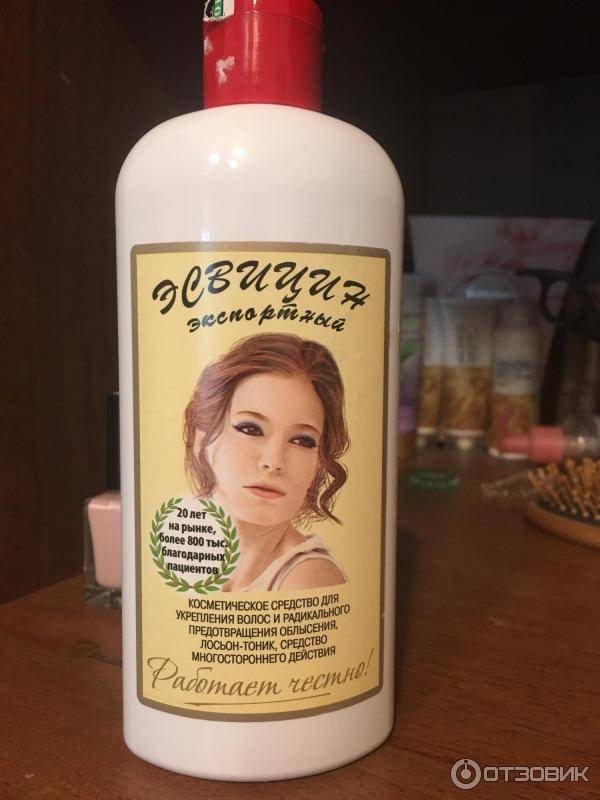 ЭСВИЦИН
экспортный
20 лет
на рынке,
более 800 тыс.
благодарных
пациентов
КОСМЕТИЧЕСКОЕ СРЕДСТВО ДЛЯ
УКРЕПЛЕНИЯ ВОЛОС И РАДИКАЛЬНОГО
ПРЕДОТВРАЩЕНИЯ ОБЛЫСЕНИЯ,
ЛОСЬОН-ТОНИК, СРЕДСТВО
МНОГОСТОРОННЕГО ДЕЙСТВИЯ
Работает честно!
ОТЗОВИК